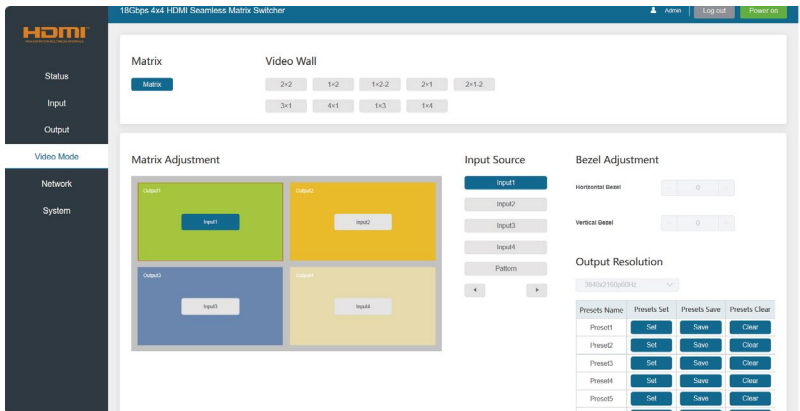 18Gbps 4x4 HDMI Seamless Matrix Switcher
Admin
Log out
Power on
HDMI
Status
Input
Output
Video Mode
Network
System
Matrix
Video Wall
Matrix
2×2
1×2
1×2-2
2×1
2×1-2
3×1
4×1
1×3
1×4
Matrix Adjustment
Output1
Input1
Output2
Input2
Output3
Input3
Output4
Input4
Input Source
Input1
Input2
Input3
Input4
Pattern
Bezel Adjustment
Horizontal Bezel
0
Vertical Bezel
0
Output Resolution
3840x2160p60Hz
Presets Name Presets Set Presets Save Presets Clear
Preset1 Set Save Clear
Preset2 Set Save Clear
Preset3 Set Save Clear
Preset4 Set Save Clear
Preset5 Set Save Clear